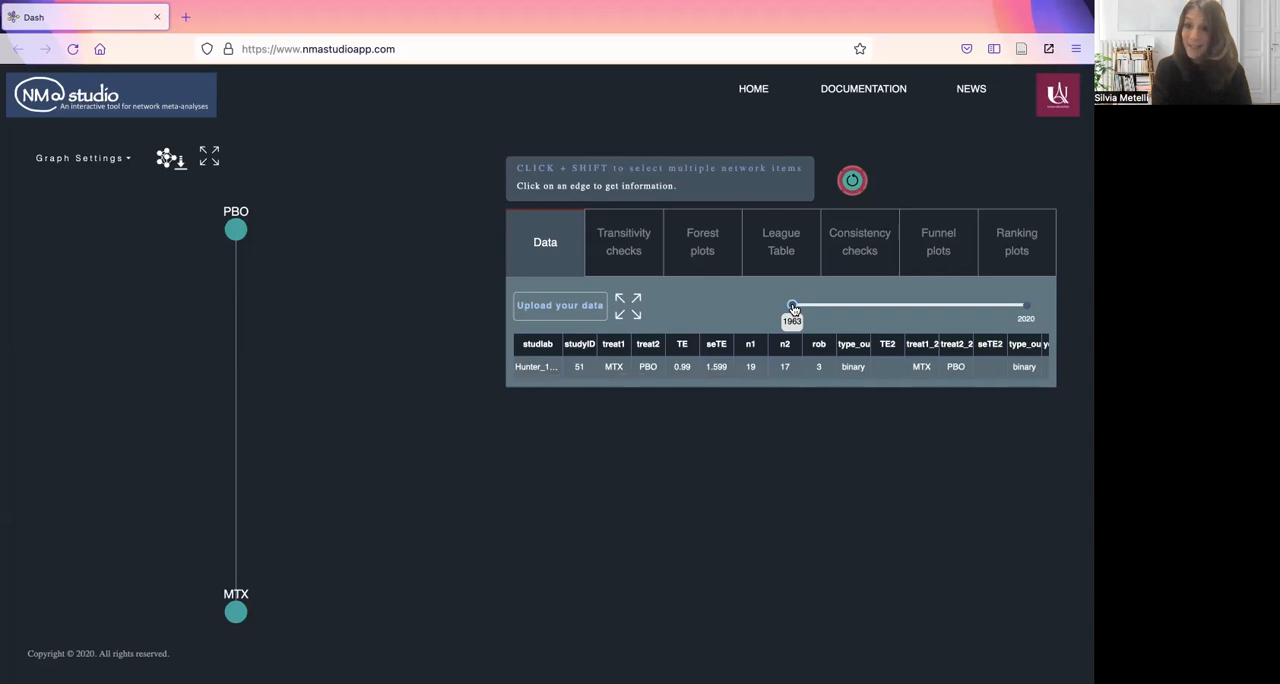 Dash
https://www.nmastudioapp.com
Silvia Metelli
NM@studio
An interactive tool for network meta-analyses
HOME DOCUMENTATION NEWS
Graph Settings
CLICK + SHIFT to select multiple network items
Click on an edge to get information.
PBO
Data
Transitivity checks
Forest plots
League Table
Consistency checks
Funnel plots
Ranking plots
Upload your data
1963
2020
studlab studyID treat1 treat2 TE seTE n1 n2 rob type_ou TE2 treat1_2 treat2_2 seTE2 type_ou
Hunter_1... 51 MTX PBO 0.99 1.599 19 17 3 binary MTX PBO binary
MTX
Copyright © 2020. All rights reserved.